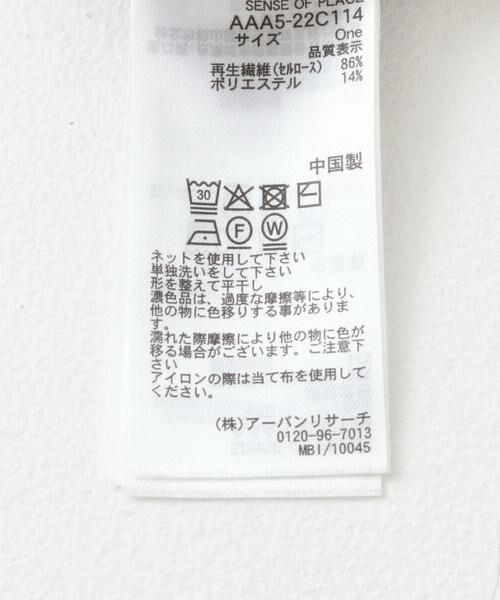 SENSE OF PLACE
AAA5-22C114
サイズ One
品質表示
再生繊維(セルロース) 86%
ポリエステル 14%
中国製
30
F W
ネットを使用して下さい
単独洗いをして下さい
形を整えて平干し
濃色品は、過度な摩擦等により、
他の物に色移りする事がありま
す。
濡れた際摩擦により他の物に色が
移る場合がございます。ご注意下
さい
アイロンの際は当て布を使用して
ください。
(株)アーバンリサーチ
0120-96-7013
MBI/10045